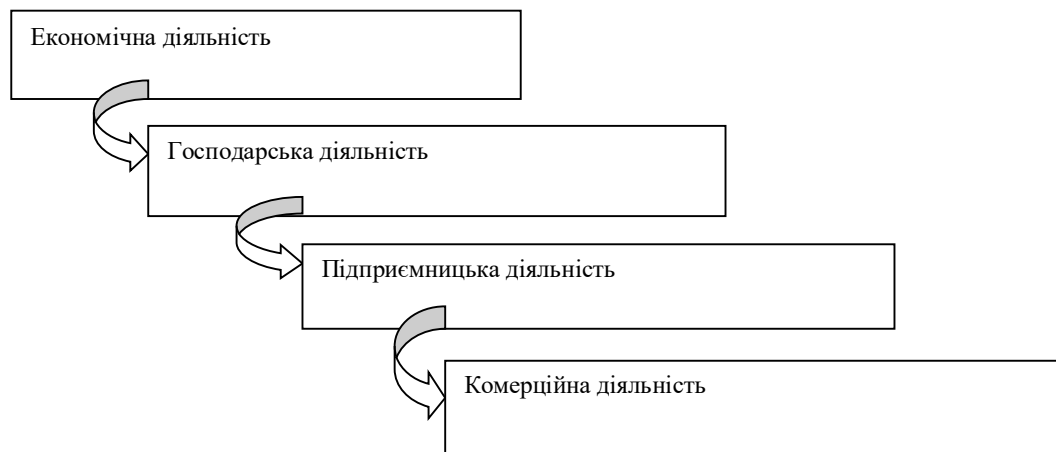 Економічна діяльність
Господарська діяльність
Підприємницька діяльність
Комерційна діяльність